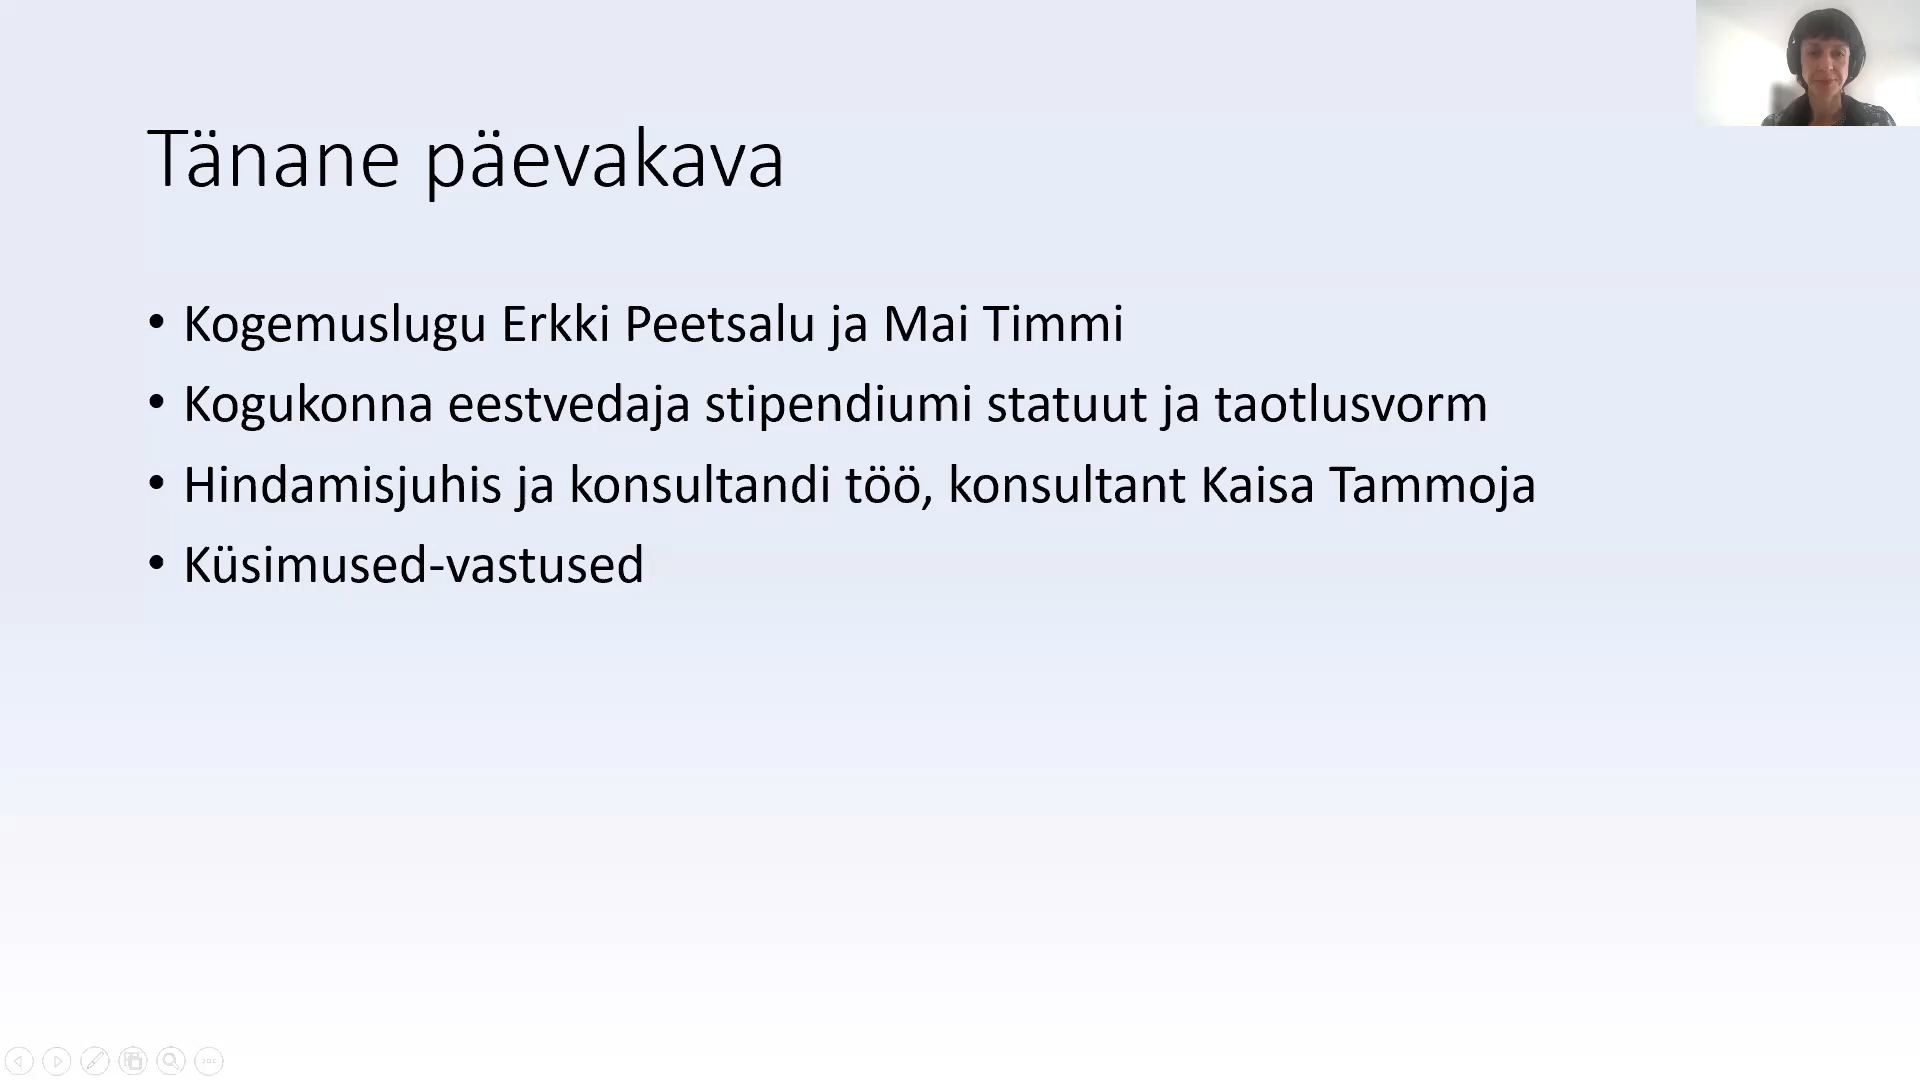 Tänane päevakava
• Kogemuslugu Erkki Peetsalu ja Mai Timmi
• Kogukonna eestvedaja stipendiumi statuut ja taotlusvorm
• Hindamisjuhis ja konsultandi töö, konsultant Kaisa Tammoja
• Küsimused-vastused